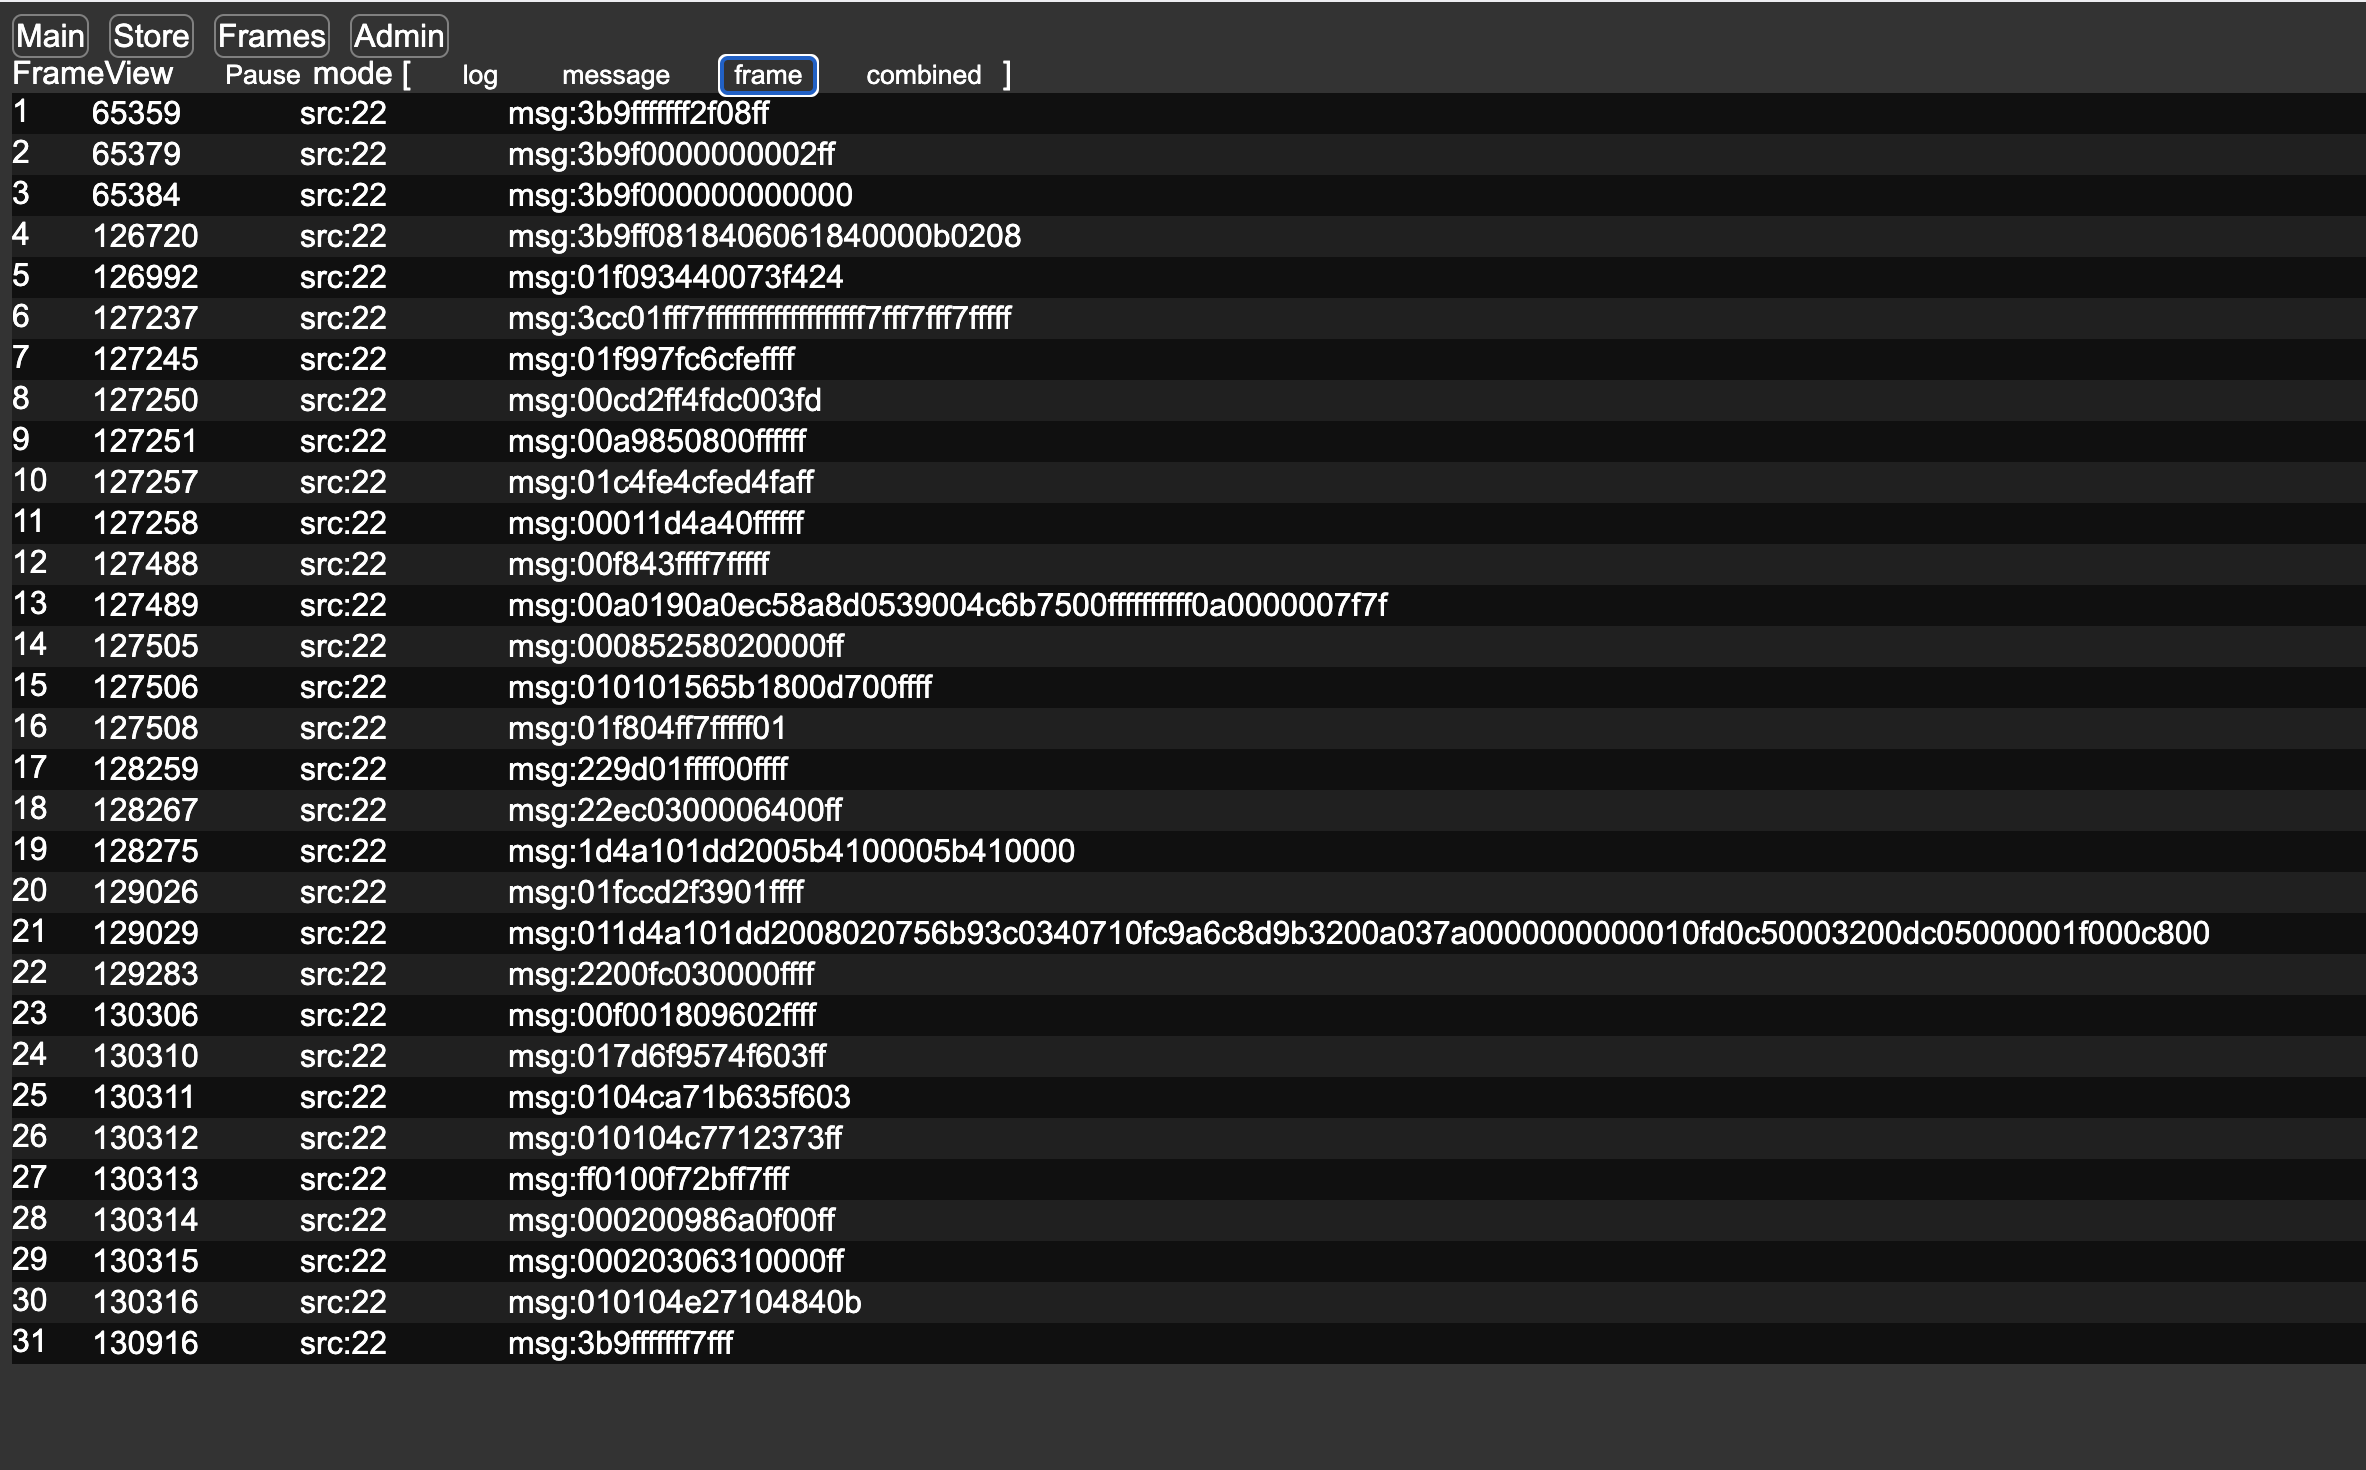 Main Store Frames Admin
FrameView Pause mode [ log message frame combined ]
1 65359 src:22 msg:3b9fffffff2f08ff
2 65379 src:22 msg:3b9f0000000002ff
3 65384 src:22 msg:3b9f000000000000
4 126720 src:22 msg:3b9ff0818406061840000b0208
5 126992 src:22 msg:01f093440073f424
6 127237 src:22 msg:3cc01fff7fffffffffffffffffff7fff7fff7fffff
7 127245 src:22 msg:01f997fc6cfeffff
8 127250 src:22 msg:00cd2ff4fdc003fd
9 127251 src:22 msg:00a9850800ffffff
10 127257 src:22 msg:01c4fe4cfed4faff
11 127258 src:22 msg:00011d4a40ffffff
12 127488 src:22 msg:00f843ffff7fffff
13 127489 src:22 msg:00a0190a0ec58a8d0539004c6b7500ffffffffff0a0000007f7f
14 127505 src:22 msg:00085258020000ff
15 127506 src:22 msg:010101565b1800d700ffff
16 127508 src:22 msg:01f804ff7fffff01
17 128259 src:22 msg:229d01ffff00ffff
18 128267 src:22 msg:22ec0300006400ff
19 128275 src:22 msg:1d4a101dd2005b4100005b410000
20 129026 src:22 msg:01fccd2f3901ffff
21 129029 src:22 msg:011d4a101dd2008020756b93c0340710fc9a6c8d9b3200a037a0000000000010fd0c50003200dc05000001f000c800
22 129283 src:22 msg:2200fc030000ffff
23 130306 src:22 msg:00f001809602ffff
24 130310 src:22 msg:017d6f9574f603ff
25 130311 src:22 msg:0104ca71b635f603
26 130312 src:22 msg:010104c7712373ff
27 130313 src:22 msg:ff0100f72bff7fff
28 130314 src:22 msg:000200986a0f00ff
29 130315 src:22 msg:00020306310000ff
30 130316 src:22 msg:010104e27104840b
31 130916 src:22 msg:3b9fffffff7fff